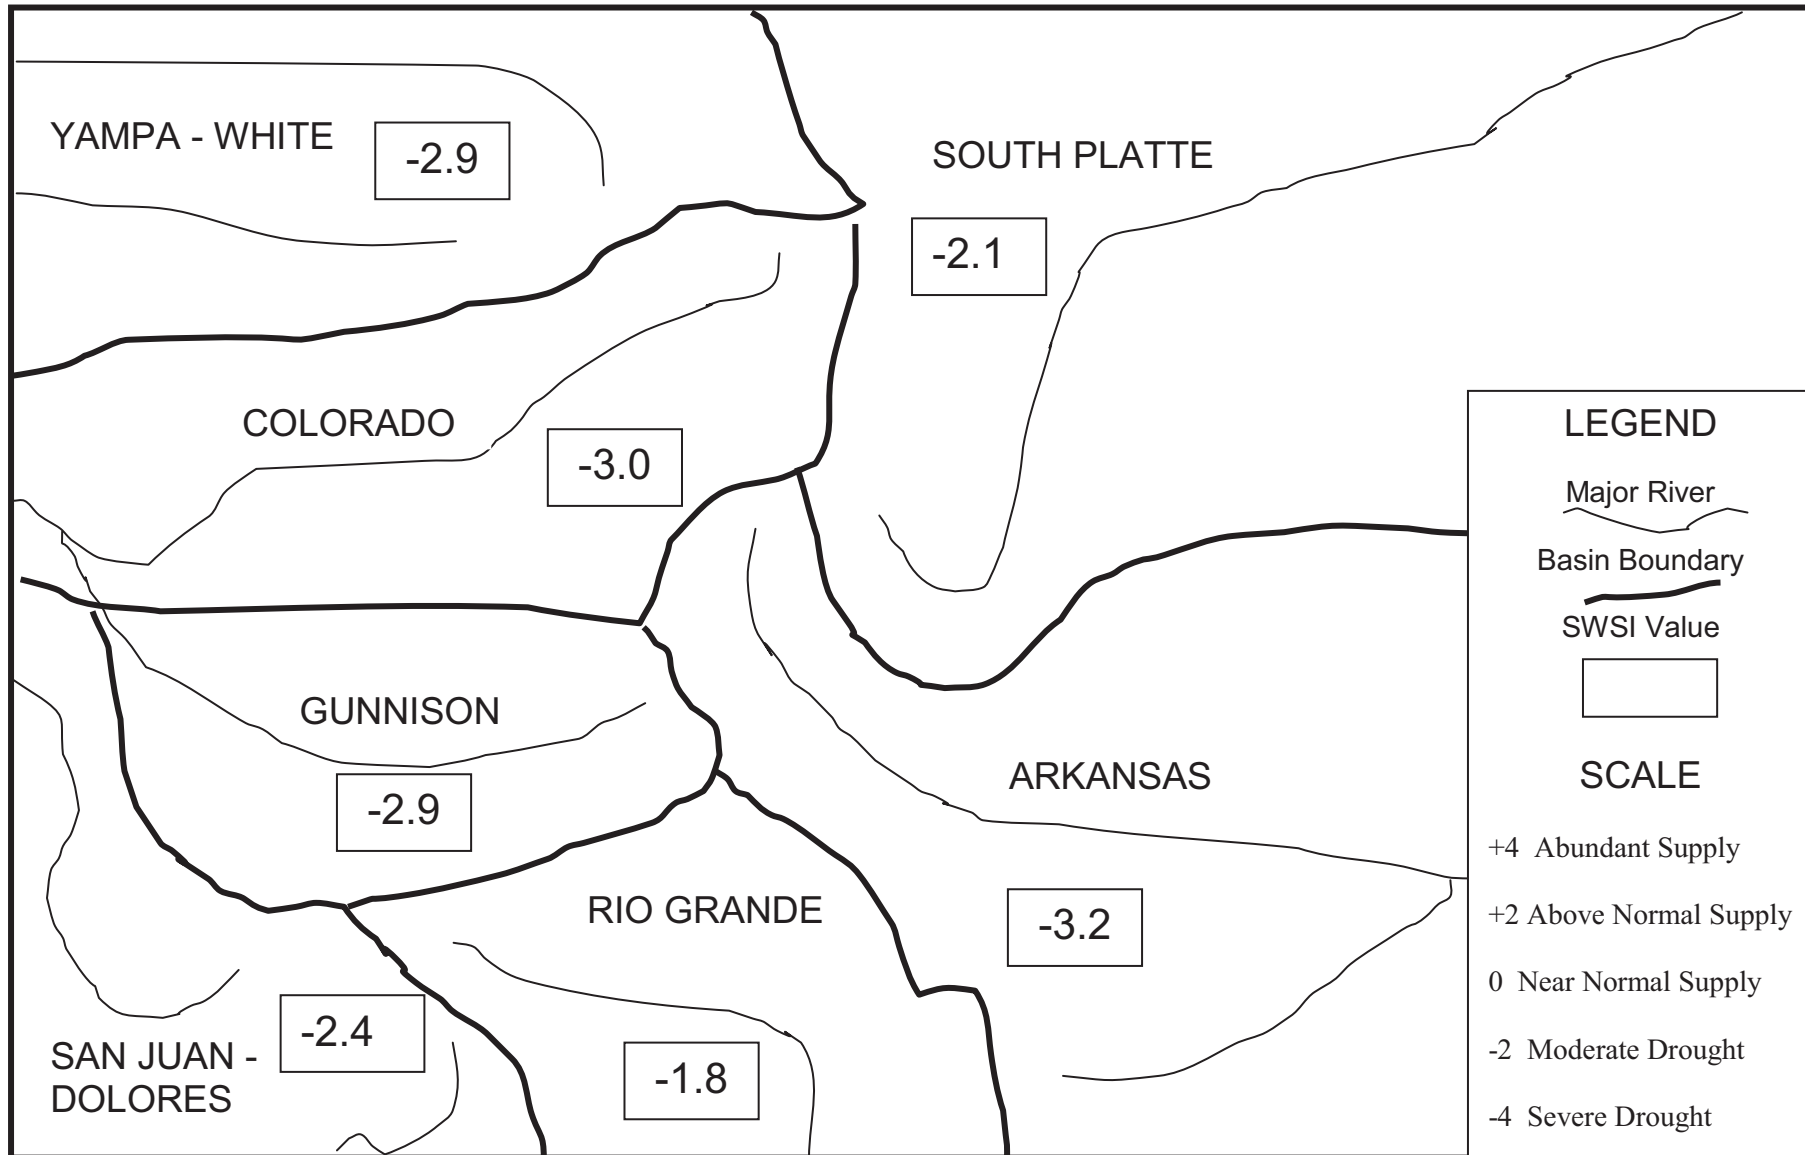 YAMPA - WHITE
-2.9
SOUTH PLATTE
-2.1
COLORADO
-3.0
GUNNISON
-2.9
ARKANSAS
-3.2
RIO GRANDE
-1.8
SAN JUAN -
DOLORES
-2.4
LEGEND
Major River
Basin Boundary
SWSI Value
SCALE
+4 Abundant Supply
+2 Above Normal Supply
0 Near Normal Supply
-2 Moderate Drought
-4 Severe Drought